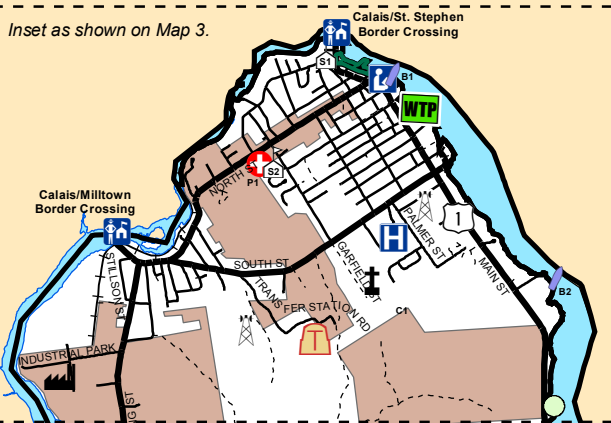 Inset as shown on Map 3.
Calais/St. Stephen
Border Crossing
S1
B1
WTP
NORTH S
S2
P1
Calais/Milltown
Border Crossing
1
H
PALMER ST
MAIN ST
STILLSON ST
SOUTH ST
GARFIELD ST
TRANSFER STATION RD
B2
C1
T
NDUSTRIAL PARK
G ST